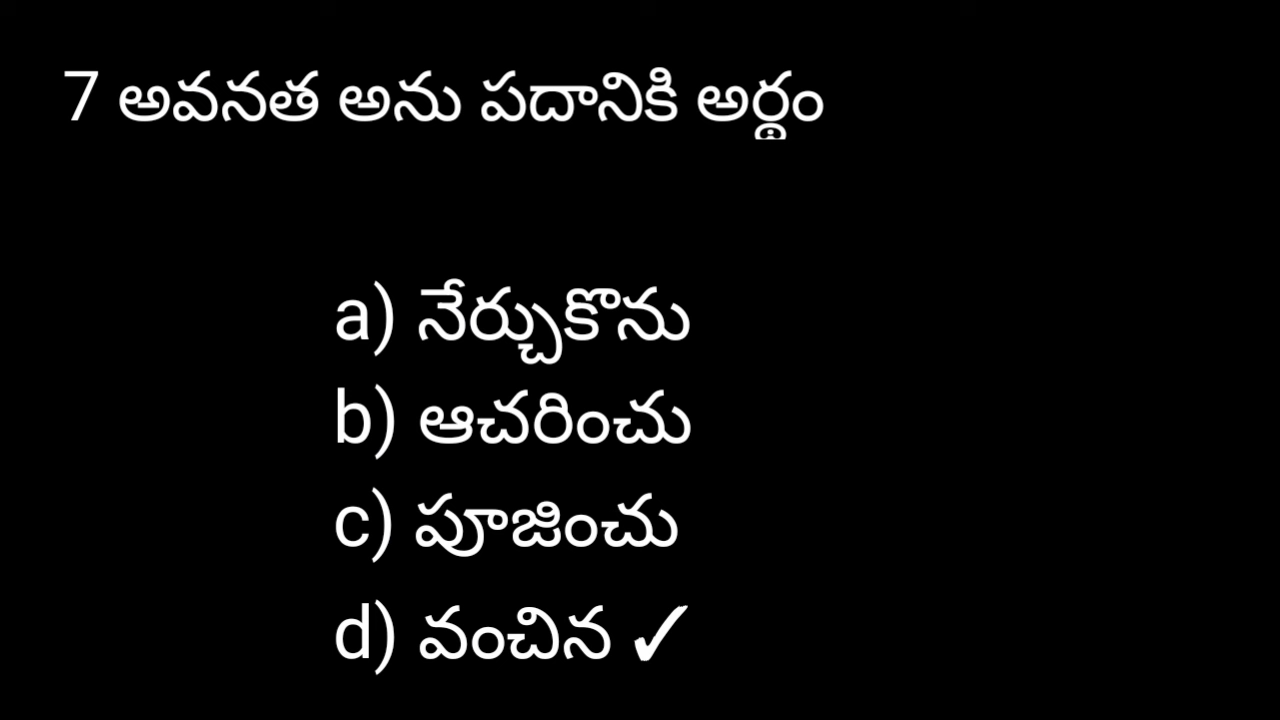 7 అవనత అను పదానికి అర్థం
a) నేర్చుకొను
b) ఆచరించు
c) పూజించు
d) వంచిన ✓